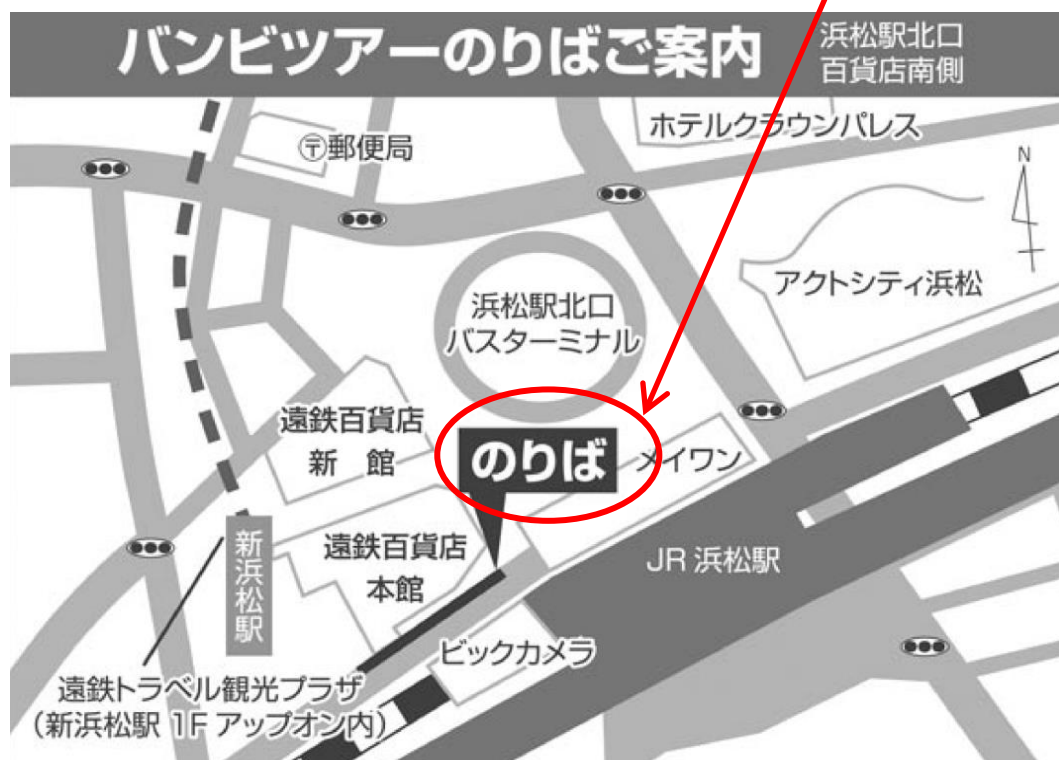 バンビツアーのりばご案内
浜松駅北口
百貨店南側
〒郵便局
ホテルクラウンパレス
N
アクトシティ浜松
浜松駅北口
バスターミナル
遠鉄百貨店
新 館
のりば
メイワン
新浜松駅
遠鉄百貨店
本館
JR 浜松駅
ビックカメラ
遠鉄トラベル観光プラザ
（新浜松駅 1F アップオン内）